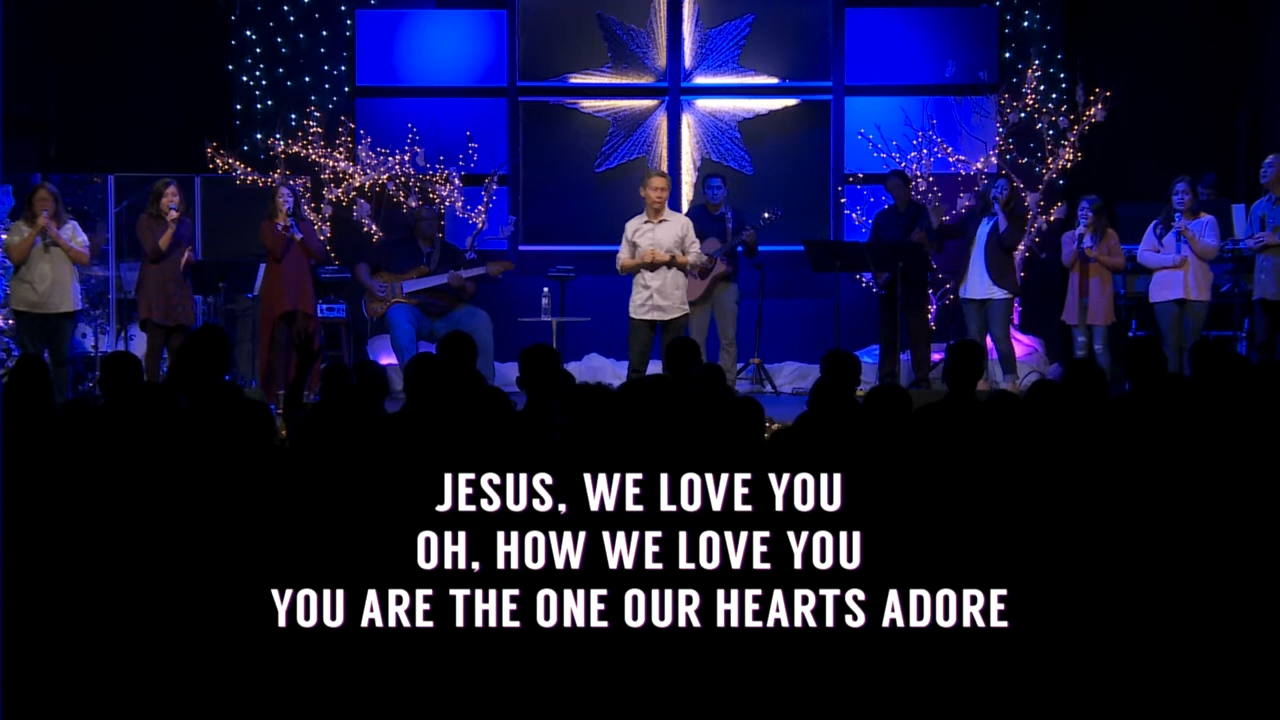 JESUS, WE LOVE YOU
OH, HOW WE LOVE YOU
YOU ARE THE ONE OUR HEARTS ADORE